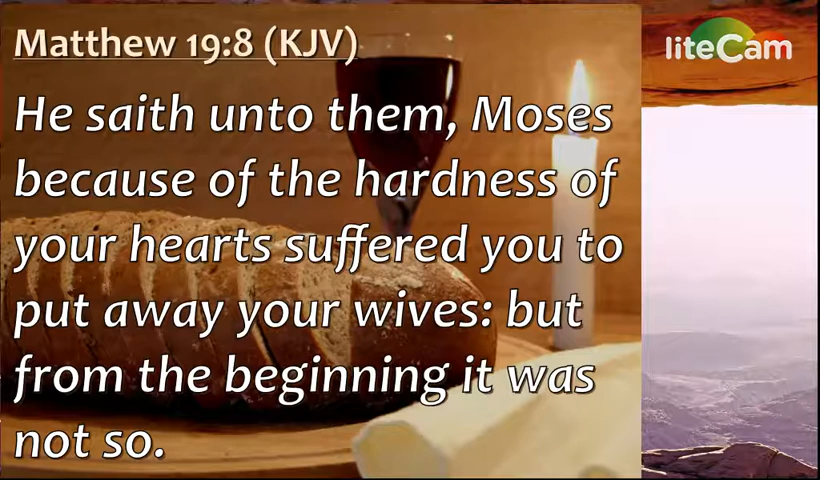 Matthew 19:8 (KJV)
liteCam
He saith unto them, Moses
because of the hardness of
your hearts suffered you to
put away your wives: but
from the beginning it was
not so.